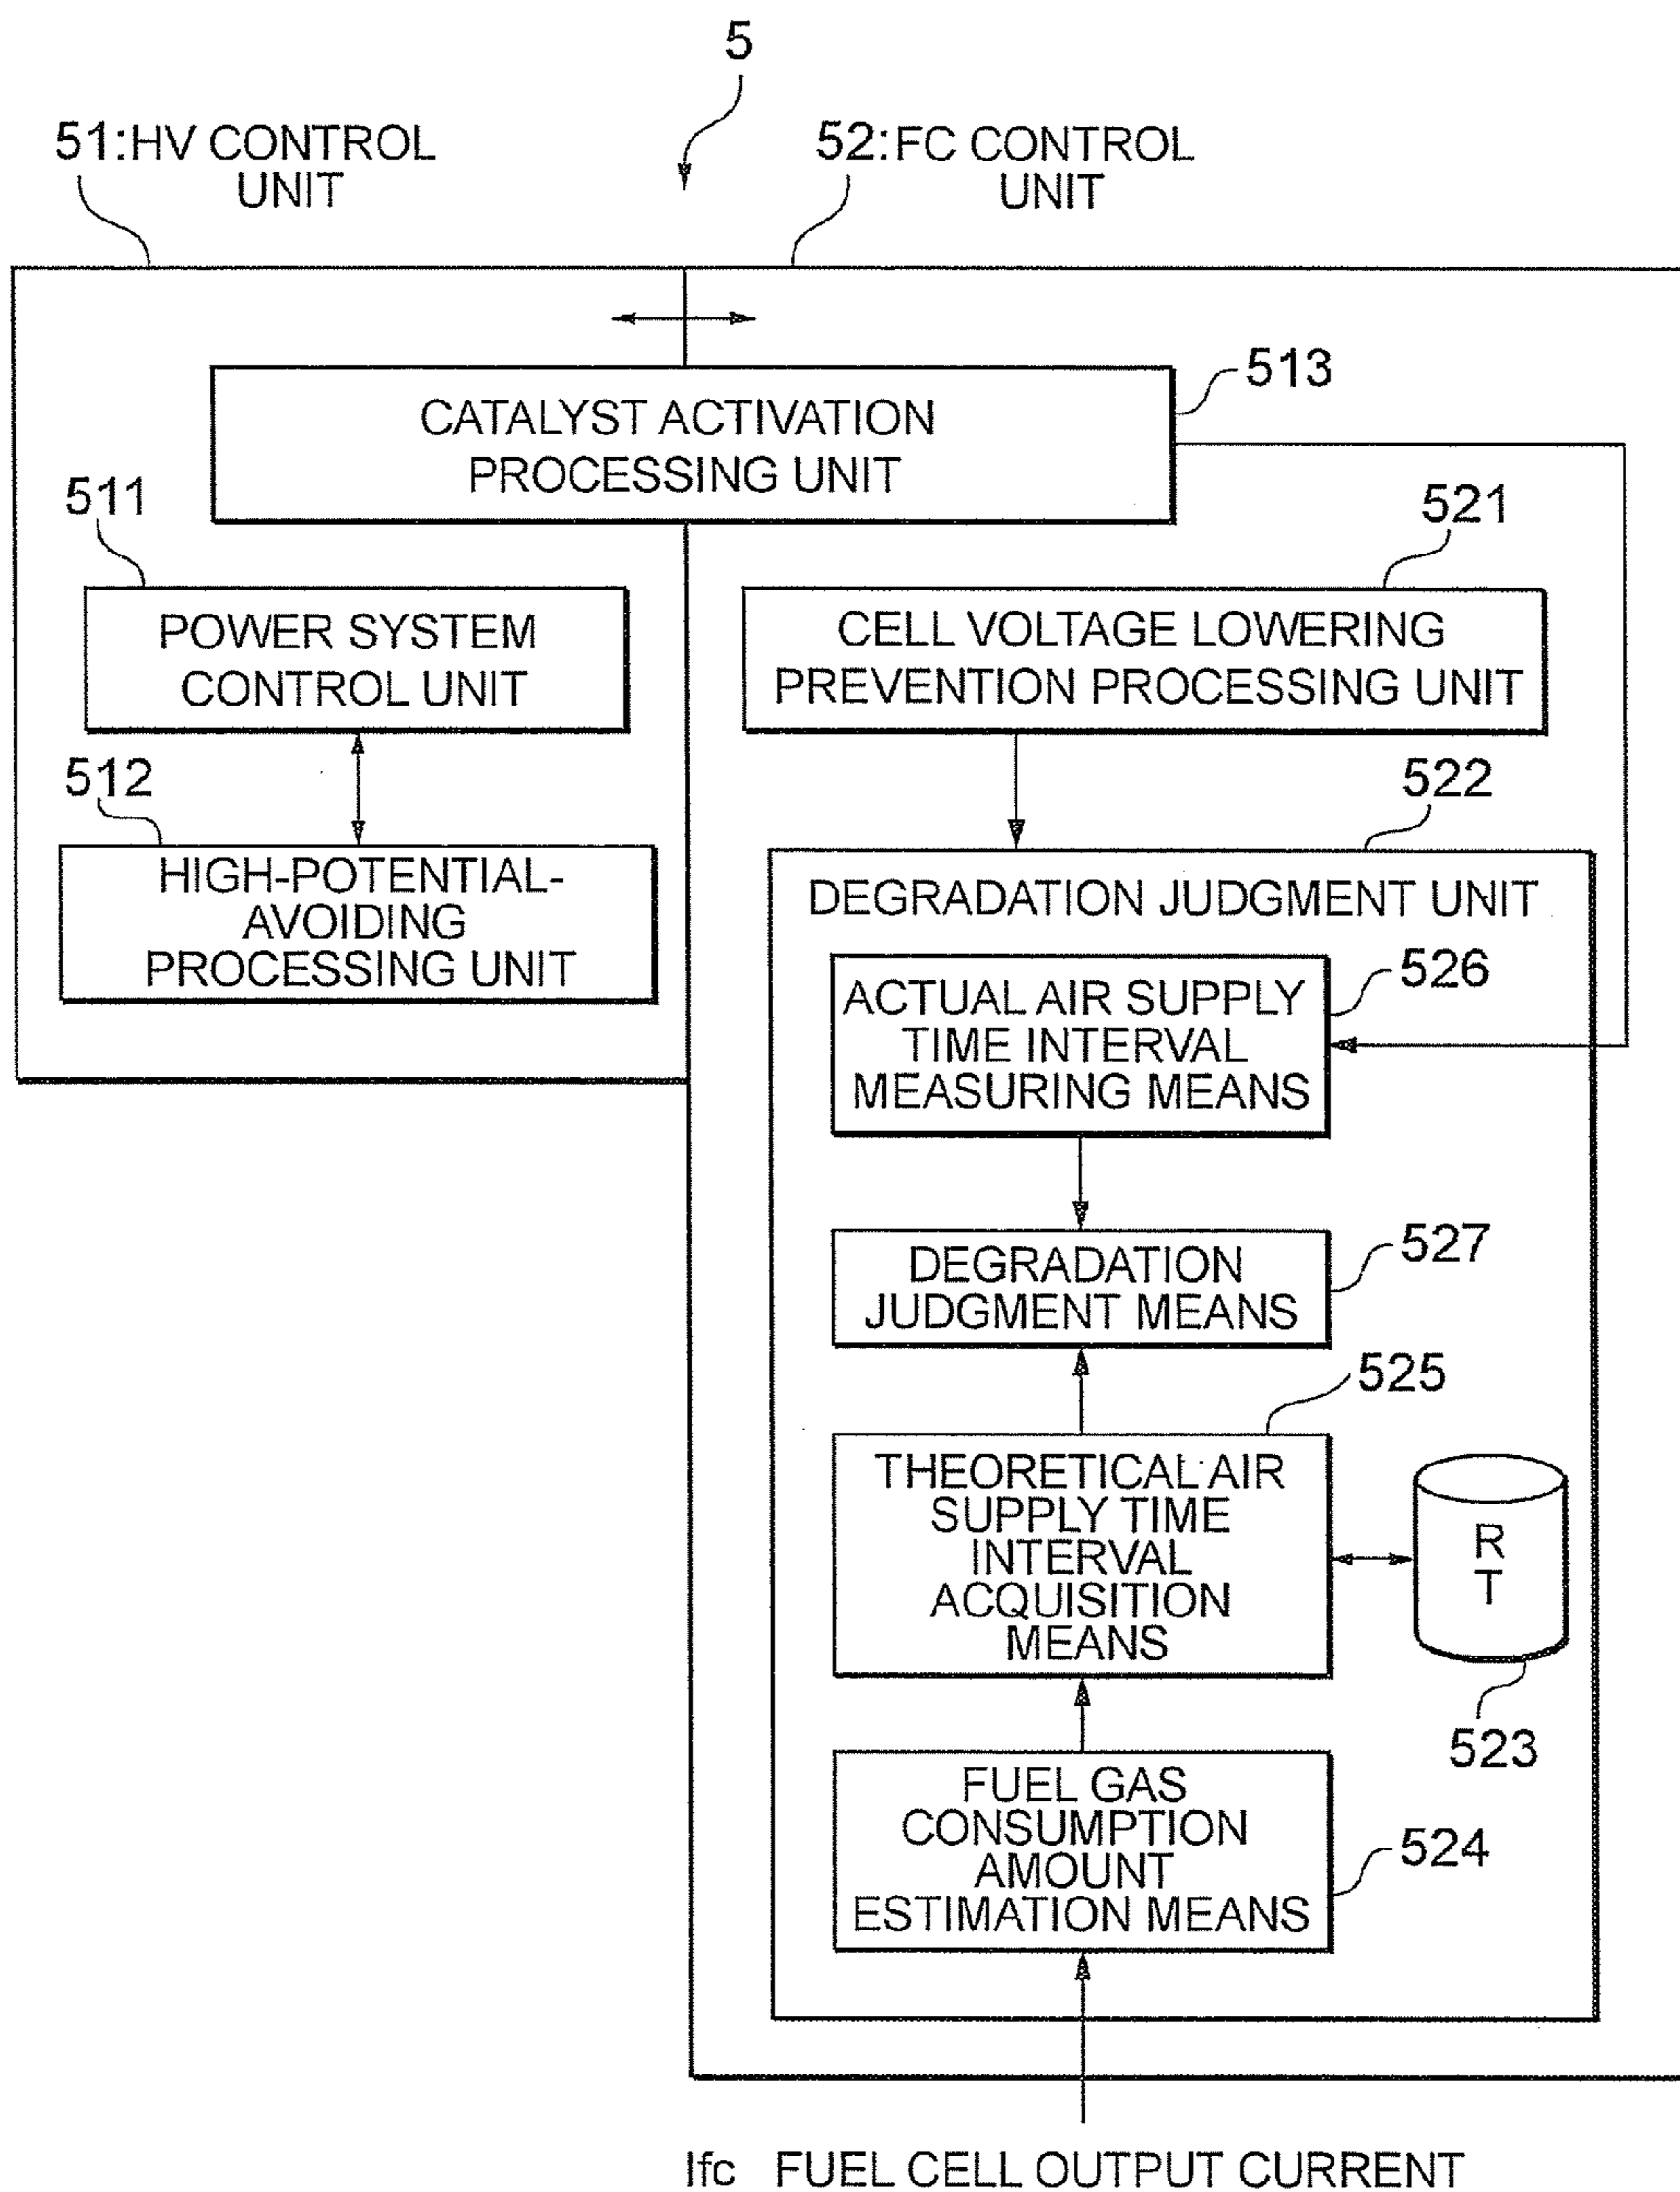 5
51:HV CONTROL
UNIT
52:FC CONTROL
UNIT
513
CATALYST ACTIVATION
PROCESSING UNIT
511
POWER SYSTEM
CONTROL UNIT
512
HIGH-POTENTIAL-
AVOIDING
PROCESSING UNIT
521
CELL VOLTAGE LOWERING
PREVENTION PROCESSING UNIT
522
DEGRADATION JUDGMENT UNIT
526
ACTUAL AIR SUPPLY
TIME INTERVAL
MEASURING MEANS
527
DEGRADATION
JUDGMENT MEANS
525
THEORETICAL AIR
SUPPLY TIME
INTERVAL
ACQUISITION
MEANS
R
T
523
FUEL GAS
CONSUMPTION
AMOUNT
ESTIMATION MEANS
524
Ifc FUEL CELL OUTPUT CURRENT